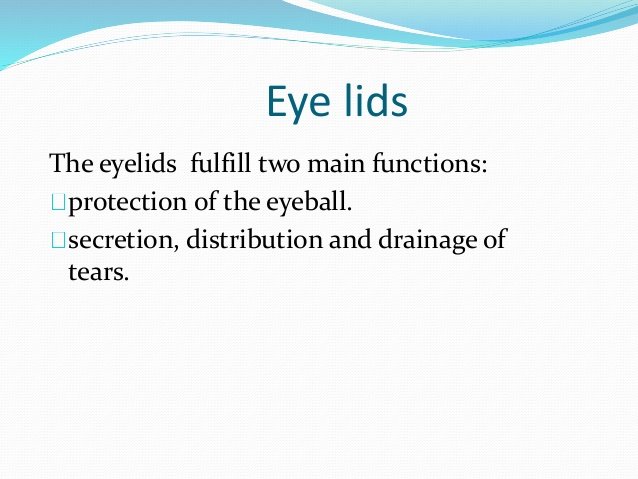 Eye lids
The eyelids  fulfill two main functions:
protection of the eyeball.
secretion, distribution and drainage of
tears.